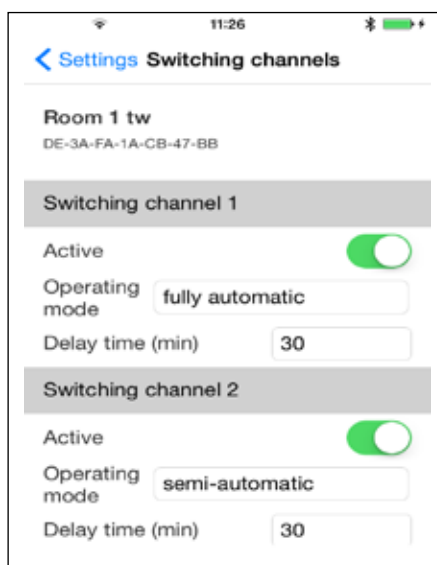 11:26
Settings Switching channels
Room 1 tw
DE-3A-FA-1A-CB-47-BB
Switching channel 1
Active
Operating mode fully automatic
Delay time (min) 30
Switching channel 2
Active
Operating mode semi-automatic
Delay time (min) 30